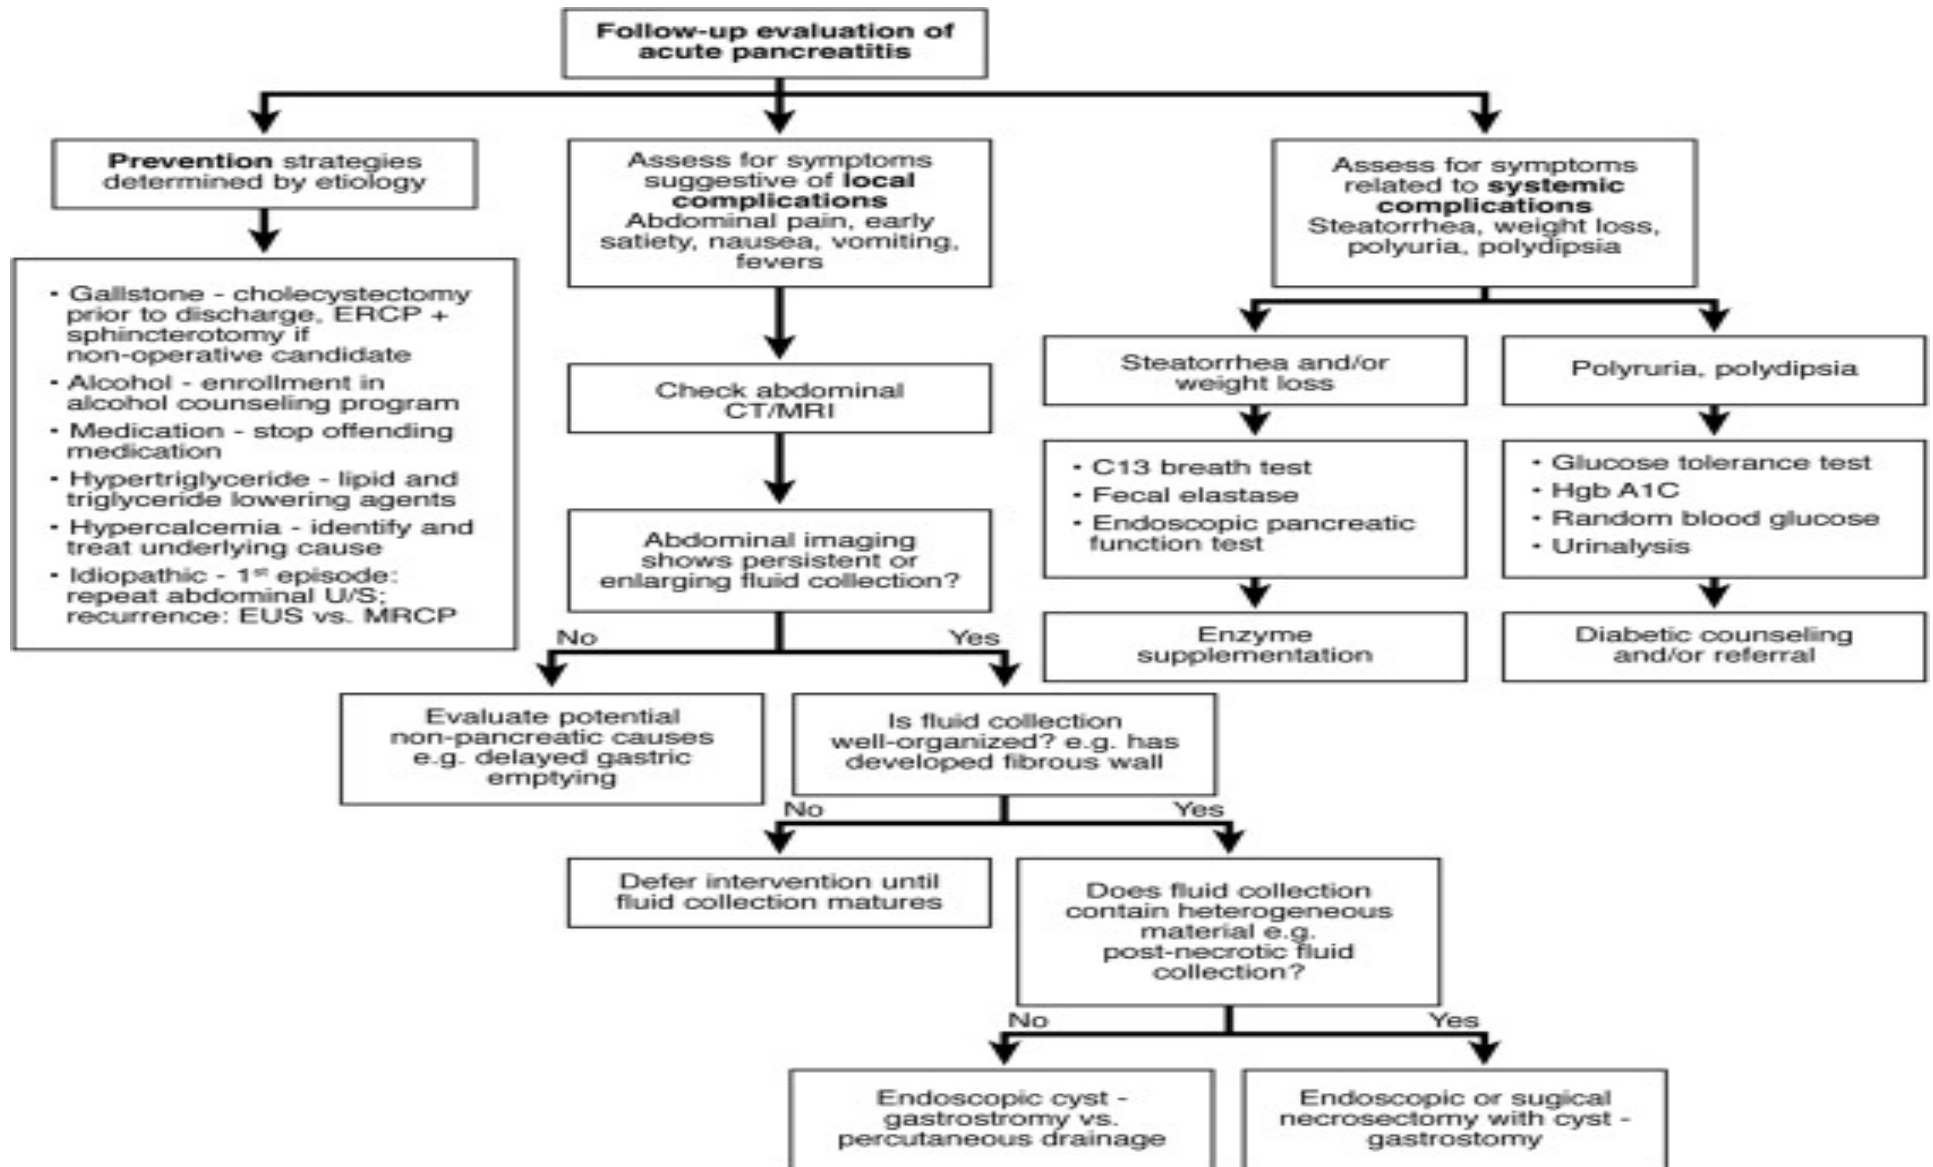 Follow-up evaluation of
acute pancreatitis
Prevention strategies
determined by etiology
• Gallstone - cholecystectomy
prior to discharge, ERCP +
sphincterotomy if
non-operative candidate
• Alcohol - enrollment in
alcohol counseling program
• Medication - stop offending
medication
• Hypertriglyceride - lipid and
triglyceride lowering agents
• Hypercalcemia - identify and
treat underlying cause
• Idiopathic - 1st episode:
repeat abdominal U/S;
recurrence: EUS vs. MRCP
Assess for symptoms
suggestive of local
complications
Abdominal pain, early
satiety, nausea, vomiting,
fevers
Check abdominal
CT/MRI
Abdominal imaging
shows persistent or
enlarging fluid collection?
No
Yes
Evaluate potential
non-pancreatic causes
e.g. delayed gastric
emptying
Is fluid collection
well-organized? e.g. has
developed fibrous wall
No
Yes
Defer intervention until
fluid collection matures
Does fluid collection
contain heterogeneous
material e.g.
post-necrotic fluid
collection?
No
Yes
Endoscopic cyst -
gastrostromy vs.
percutaneous drainage
Endoscopic or sugical
necrosectomy with cyst -
gastrostomy
Assess for symptoms
related to systemic
complications
Steatorrhea, weight loss,
polyuria, polydipsia
Steatorrhea and/or
weight loss
• C13 breath test
• Fecal elastase
• Endoscopic pancreatic
function test
Enzyme
supplementation
Polyruria, polydipsia
• Glucose tolerance test
• Hgb A1C
• Random blood glucose
• Urinalysis
Diabetic counseling
and/or referral